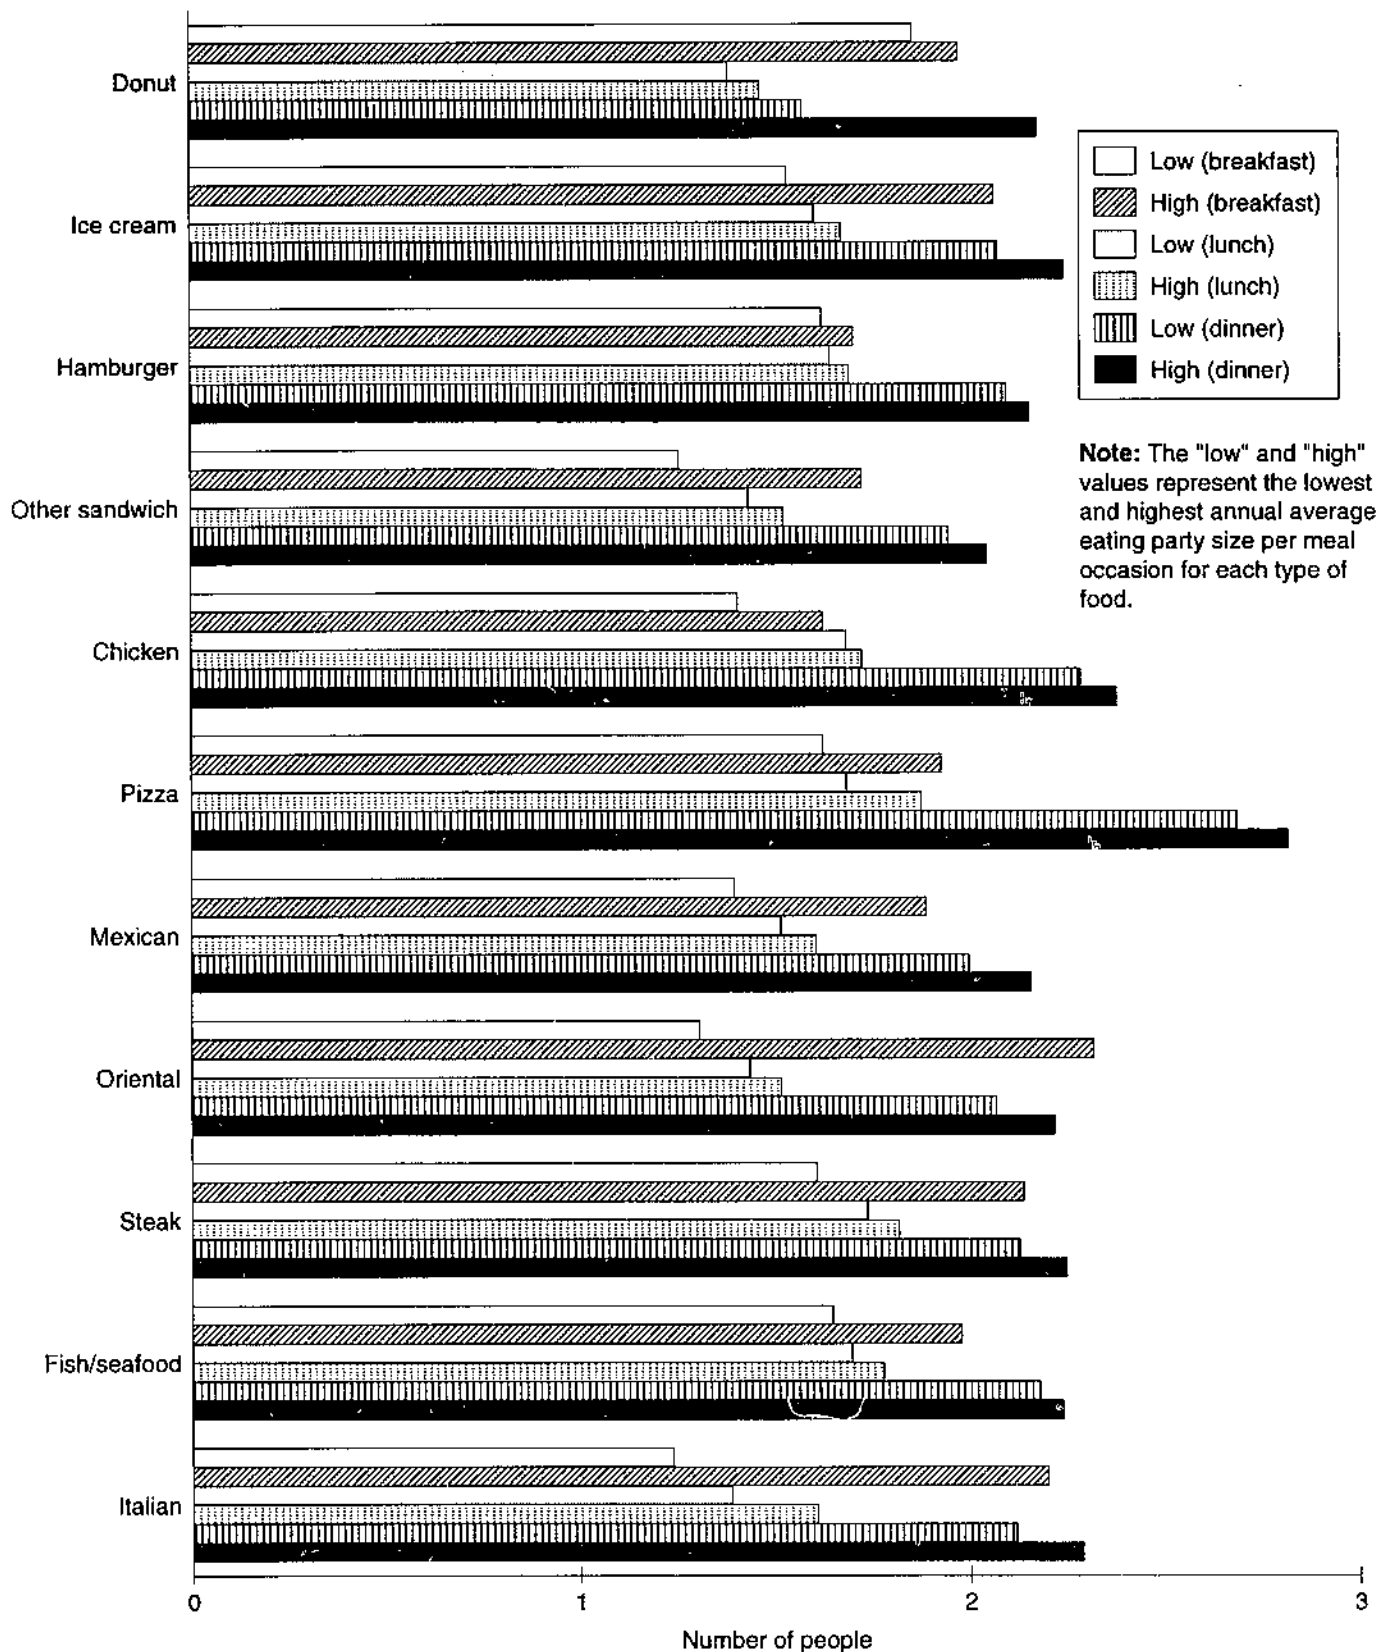 Donut
Ice cream
Hamburger
Other sandwich
Chicken
Pizza
Mexican
Oriental
Steak
Fish/seafood
Italian
0 1 2 3
Number of people
Low (breakfast)
High (breakfast)
Low (lunch)
High (lunch)
Low (dinner)
High (dinner)
Note: The "low" and "high"
values represent the lowest
and highest annual average
eating party size per meal
occasion for each type of
food.